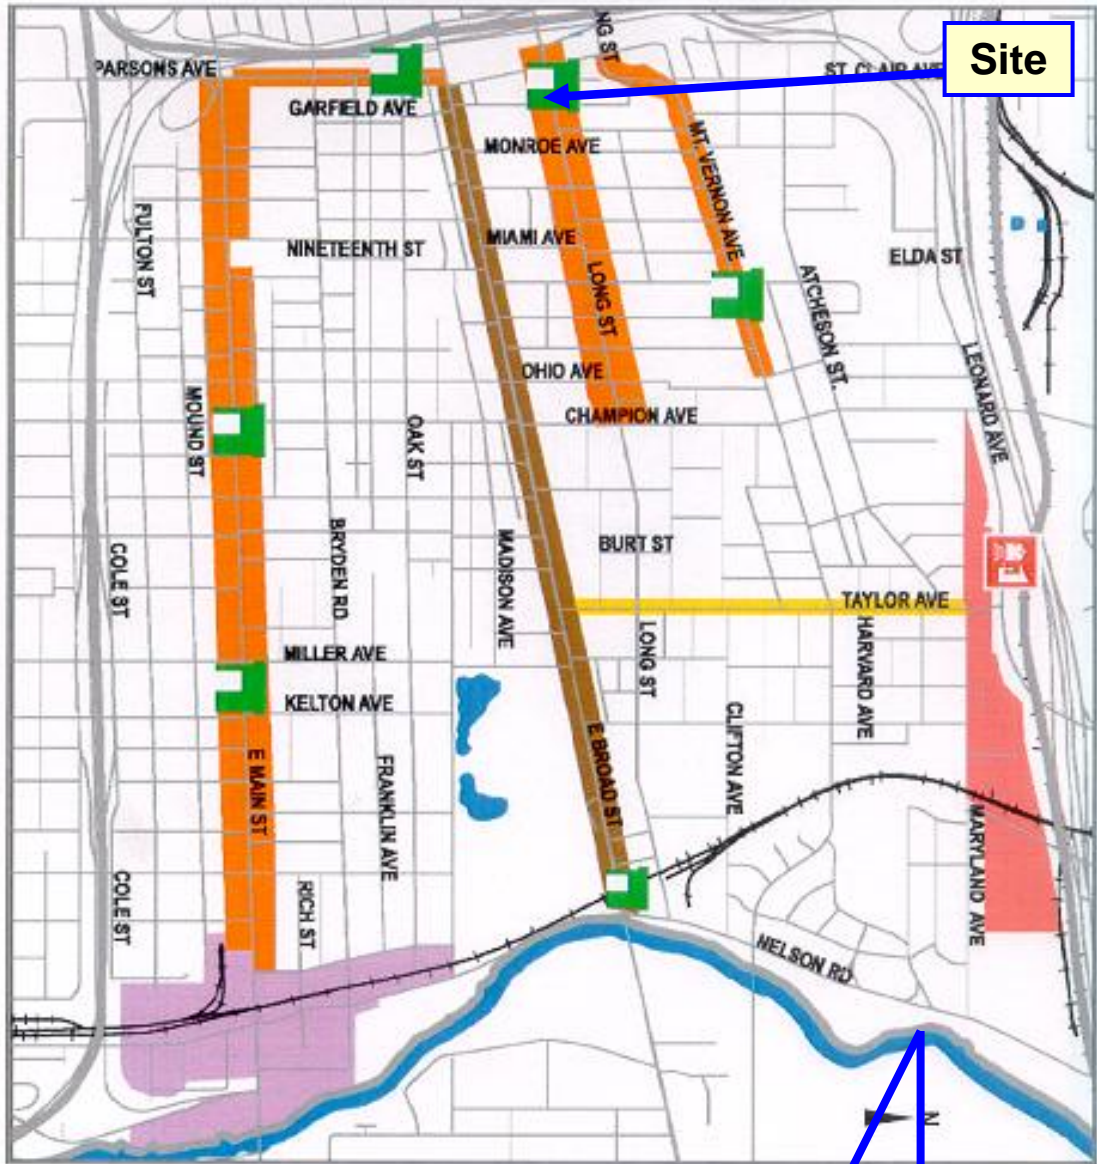 NG ST
Site
PARSONS AVE
ST. CLAIR AVE
GARFIELD AVE
MONROE AVE
MT. VERNON AVE
FULTON ST
NINETEENTH ST
MIAMI AVE
ELDA ST
LONG ST
ATCHESON ST.
OHIO AVE
LEONARD AVE
CHAMPION AVE
MOUND ST
OAK ST
BURT ST
BRYDEN RD
MADISON AVE
COLE ST
TAYLOR AVE
HARVARD AVE
LONG ST
MILLER AVE
KELTON AVE
CLIFTON AVE
E BROAD ST
E MAIN ST
FRANKLIN AVE
MARYLAND AVE
COLE ST
RICH ST
NELSON RD
N